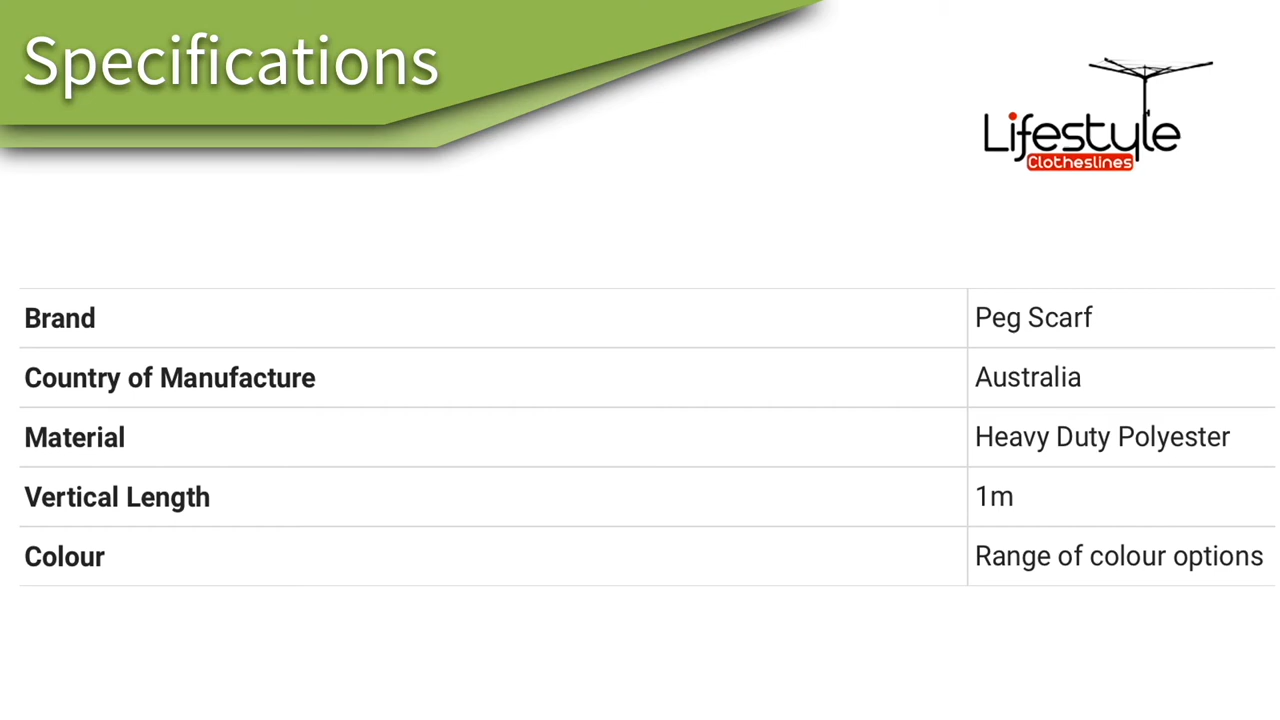 Specifications
Lifestyle
Clotheslines
Brand Peg Scarf
Country of Manufacture Australia
Material Heavy Duty Polyester
Vertical Length 1m
Colour Range of colour options